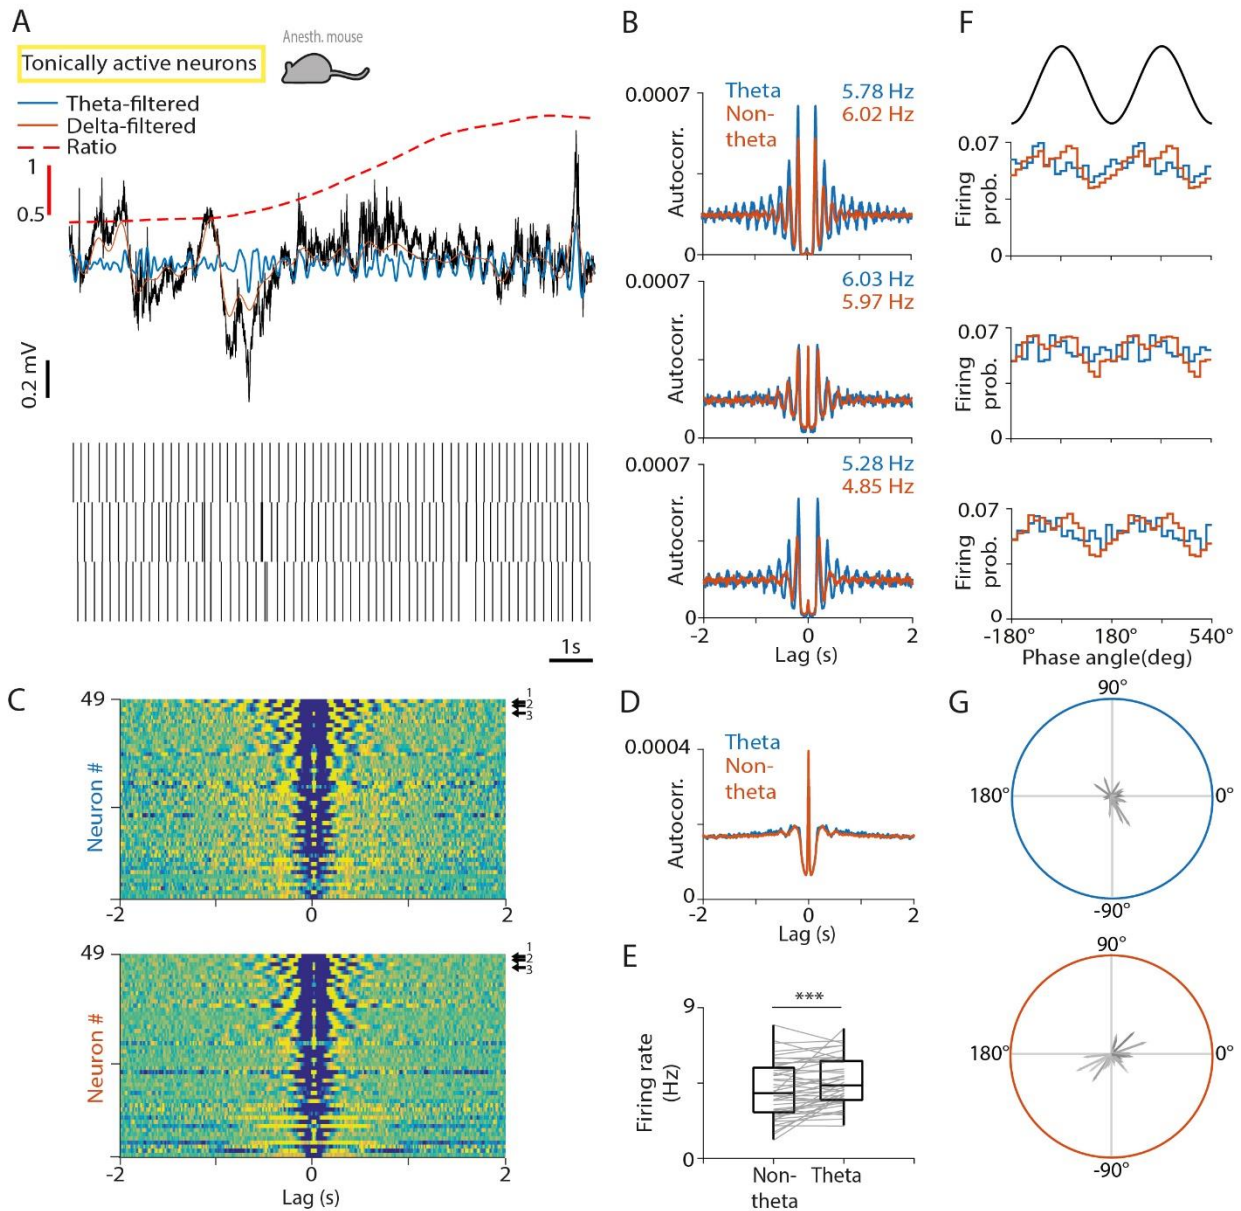 A
Anesth. mouse
Tonically active neurons
Theta-filtered
Delta-filtered
Ratio
1
0.5
0.2 mV
1s
B
Theta
Non-
theta
5.78 Hz
6.02 Hz
0.0007
Autocorr.
0
6.03 Hz
5.97 Hz
0.0007
Autocorr.
0
5.28 Hz
4.85 Hz
0.0007
Autocorr.
0
-2
0
2
Lag (s)
F
0.07
Firing
prob.
0
0.07
Firing
prob.
0
0.07
Firing
prob.
0
-180°
180°
540°
Phase angle(deg)
C
49
Neuron #
1
2
3
-2
0
2
49
Neuron #
1
2
3
-2
0
2
Lag (s)
D
Theta
Non-
theta
0.0004
Autocorr.
0
-2
0
2
Lag (s)
E
***
9
Firing rate
(Hz)
0
Non-
theta
Theta
G
90°
180°
0°
-90°
90°
180°
0°
-90°